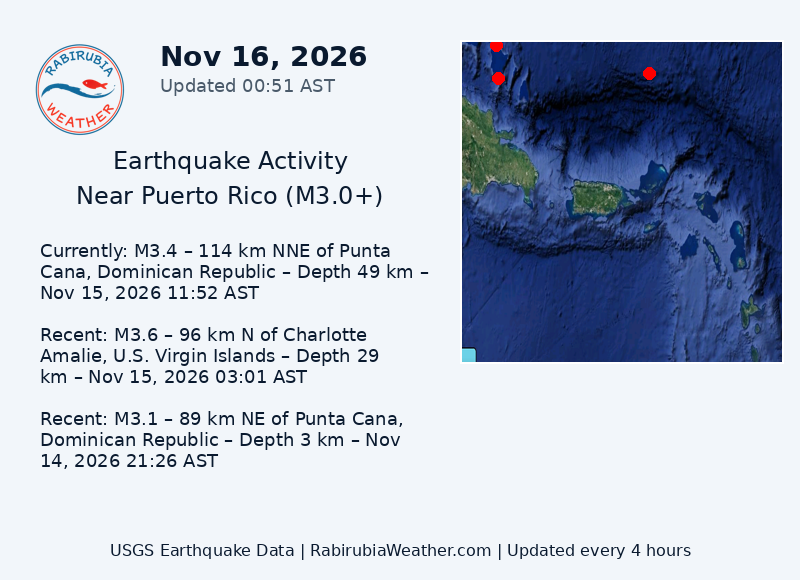 RABIRUBIA
WEATHER
Nov 16, 2026
Updated 00:51 AST
Earthquake Activity
Near Puerto Rico (M3.0+)
Currently: M3.4 – 114 km NNE of Punta
Cana, Dominican Republic – Depth 49 km –
Nov 15, 2026 11:52 AST
Recent: M3.6 – 96 km N of Charlotte
Amalie, U.S. Virgin Islands – Depth 29
km – Nov 15, 2026 03:01 AST
Recent: M3.1 – 89 km NE of Punta Cana,
Dominican Republic – Depth 3 km – Nov
14, 2026 21:26 AST
USGS Earthquake Data | RabirubiaWeather.com | Updated every 4 hours